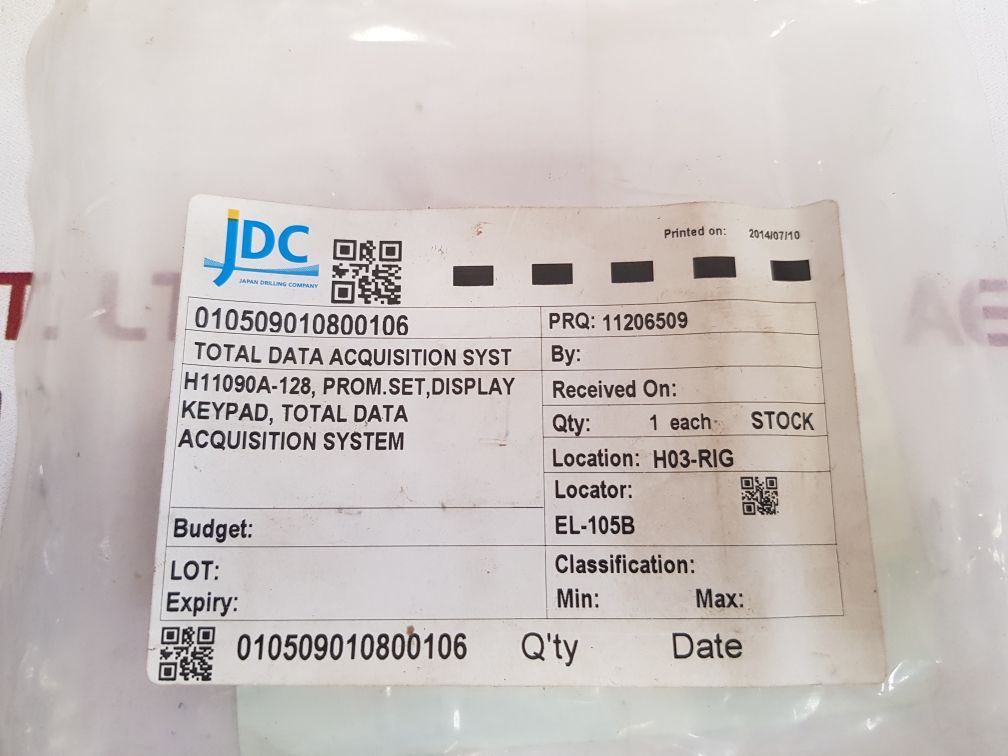 JDC
JAPAN DRILLING COMPANY
Printed on: 2014/07/10
010509010800106
TOTAL DATA ACQUISITION SYST
H11090A-128, PROM.SET,DISPLAY
KEYPAD, TOTAL DATA
ACQUISITION SYSTEM
Budget:
LOT:
Expiry:
PRQ: 11206509
By:
Received On:
Qty: 1 each STOCK
Location: H03-RIG
Locator:
EL-105B
Classification:
Min: Max:
010509010800106 Q'ty Date